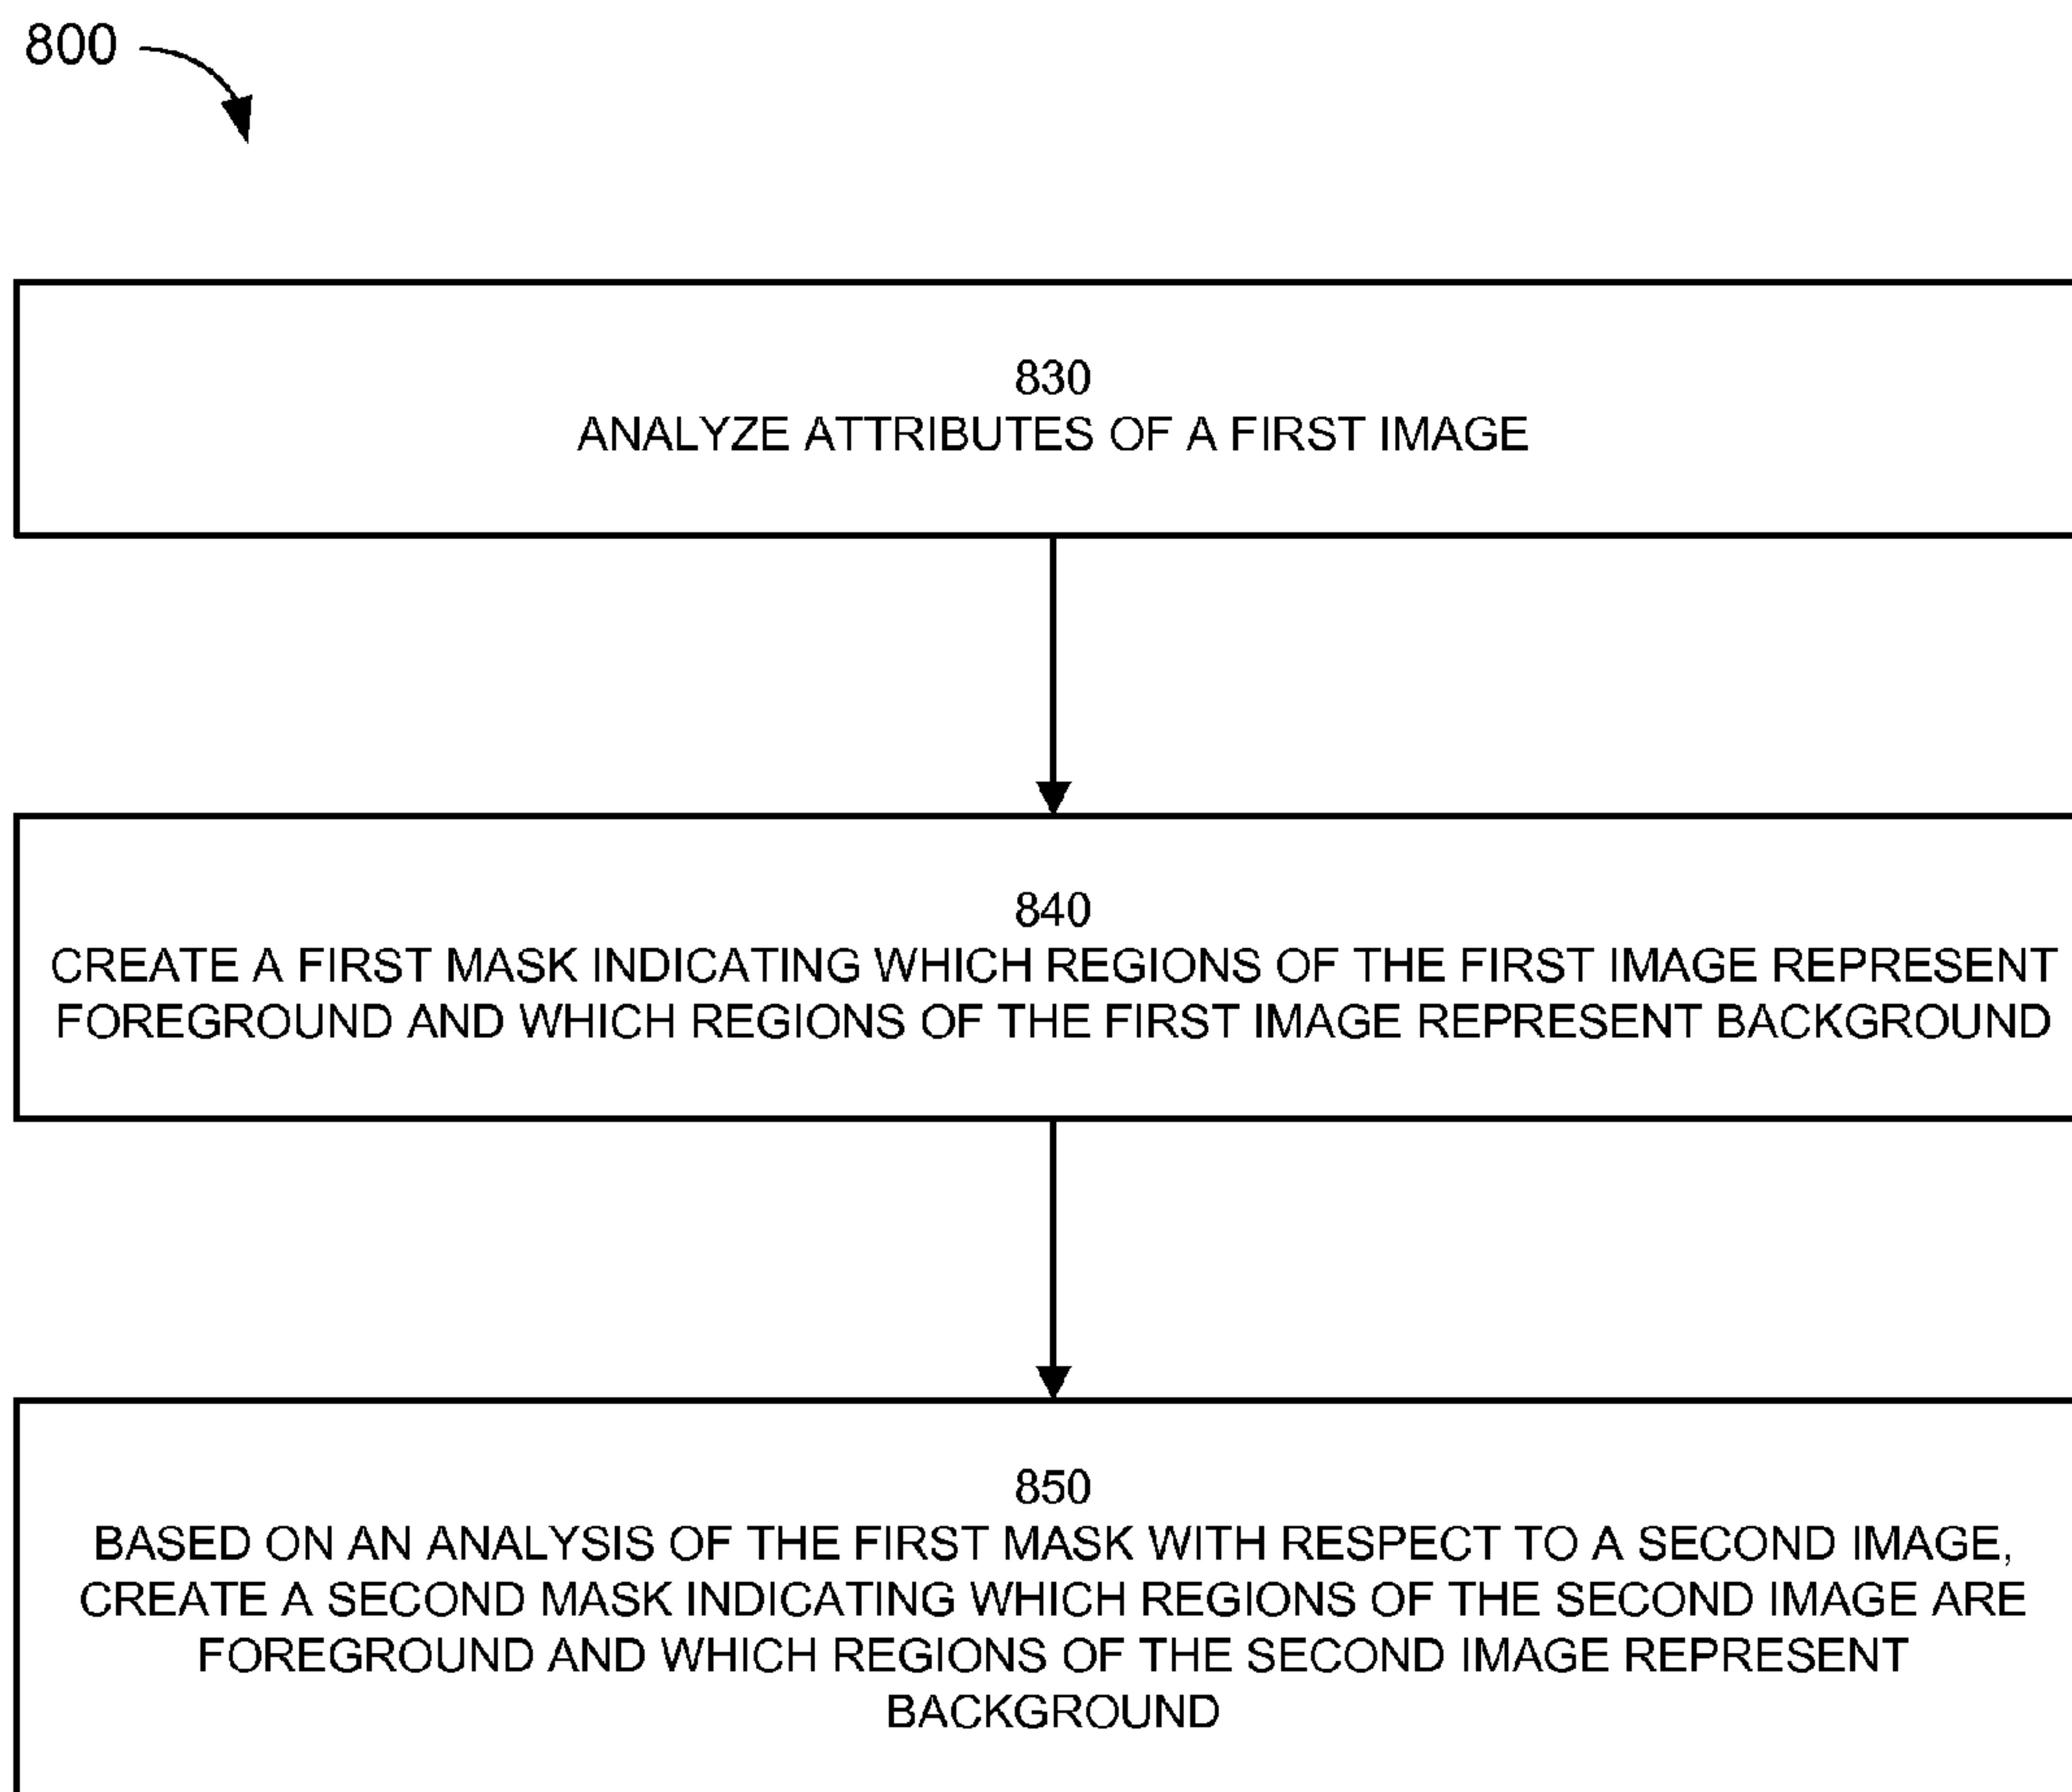 800
830
ANALYZE ATTRIBUTES OF A FIRST IMAGE
840
CREATE A FIRST MASK INDICATING WHICH REGIONS OF THE FIRST IMAGE REPRESENT
FOREGROUND AND WHICH REGIONS OF THE FIRST IMAGE REPRESENT BACKGROUND
850
BASED ON AN ANALYSIS OF THE FIRST MASK WITH RESPECT TO A SECOND IMAGE,
CREATE A SECOND MASK INDICATING WHICH REGIONS OF THE SECOND IMAGE ARE
FOREGROUND AND WHICH REGIONS OF THE SECOND IMAGE REPRESENT
BACKGROUND